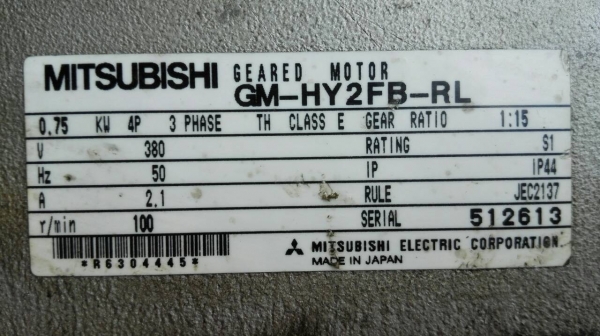 MITSUBISHI GEARED MOTOR
GM-HY2FB-RL
0.75 KW 4P 3 PHASE TH CLASS E GEAR RATIO 1:15
V 380 RATING S1
Hz 50 IP IP44
A 2.1 RULE JEC2137
r/min 100 SERIAL 512613
*R6304445*
MITSUBISHI ELECTRIC CORPORATION
MADE IN JAPAN